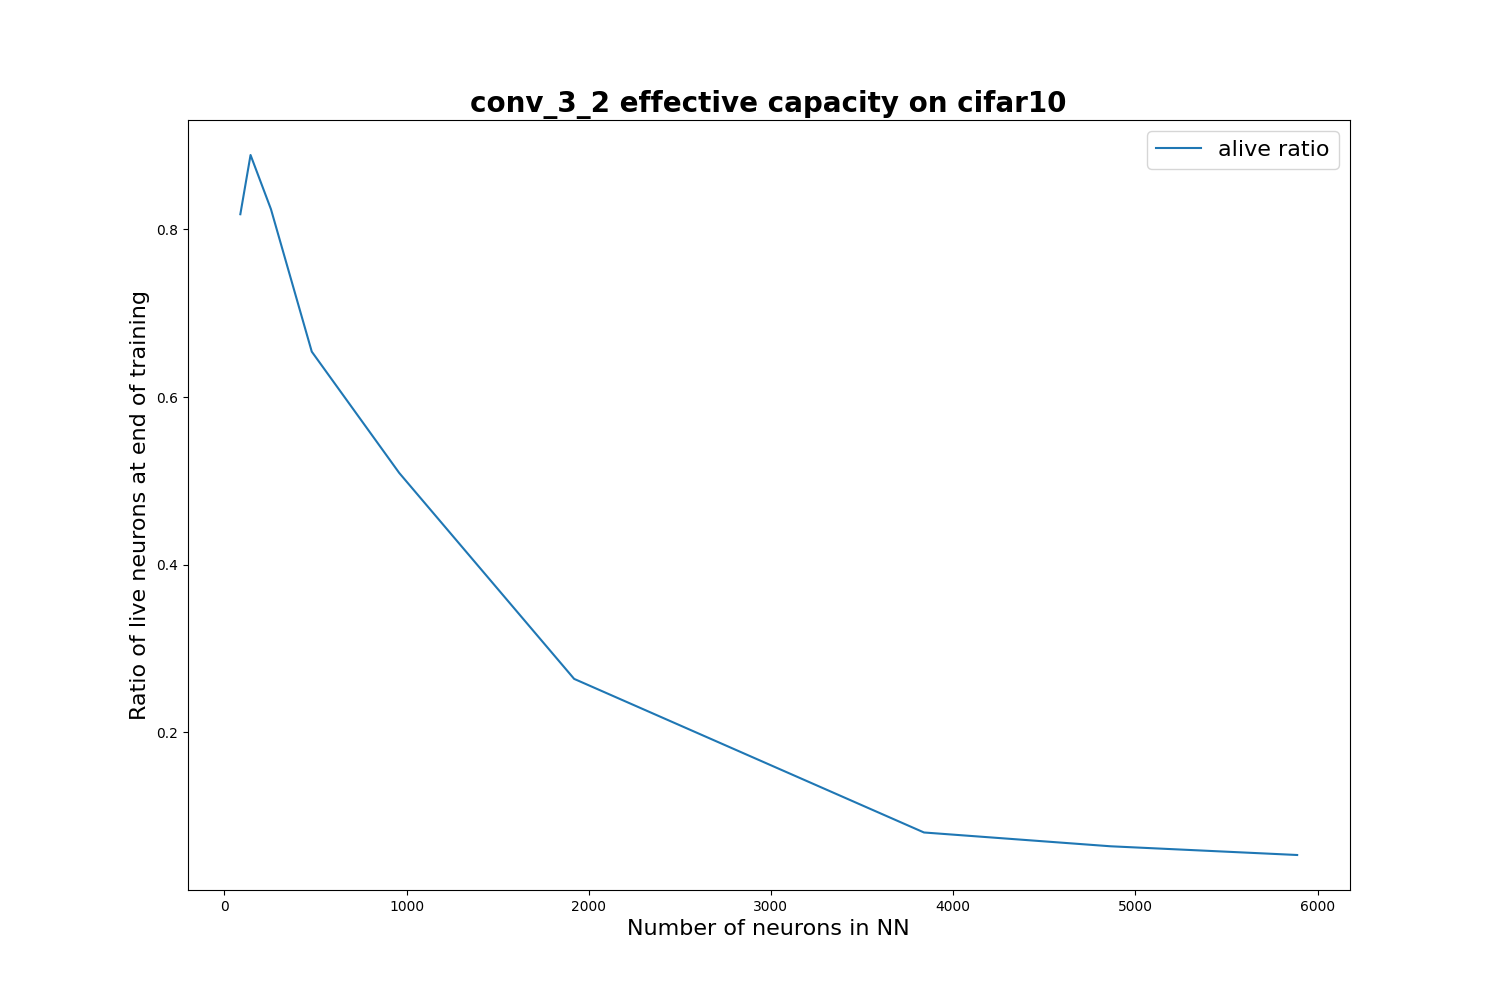 conv_3_2 effective capacity on cifar10
alive ratio
Ratio of live neurons at end of training
0.8
0.6
0.4
0.2
0 1000 2000 3000 4000 5000 6000
Number of neurons in NN